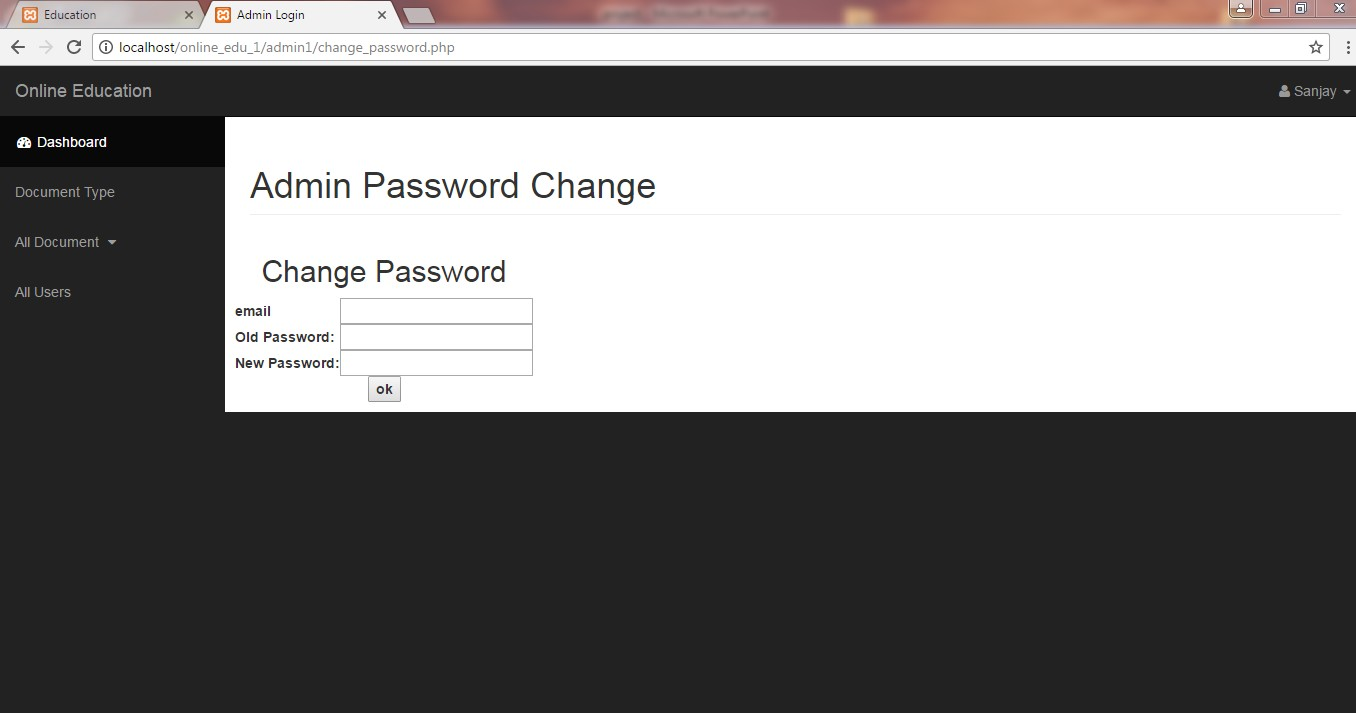 Education
Admin Login
localhost/online_edu_1/admin1/change_password.php
Online Education
Sanjay
Dashboard
Document Type
All Document
All Users
Admin Password Change
Change Password
email
Old Password:
New Password:
ok